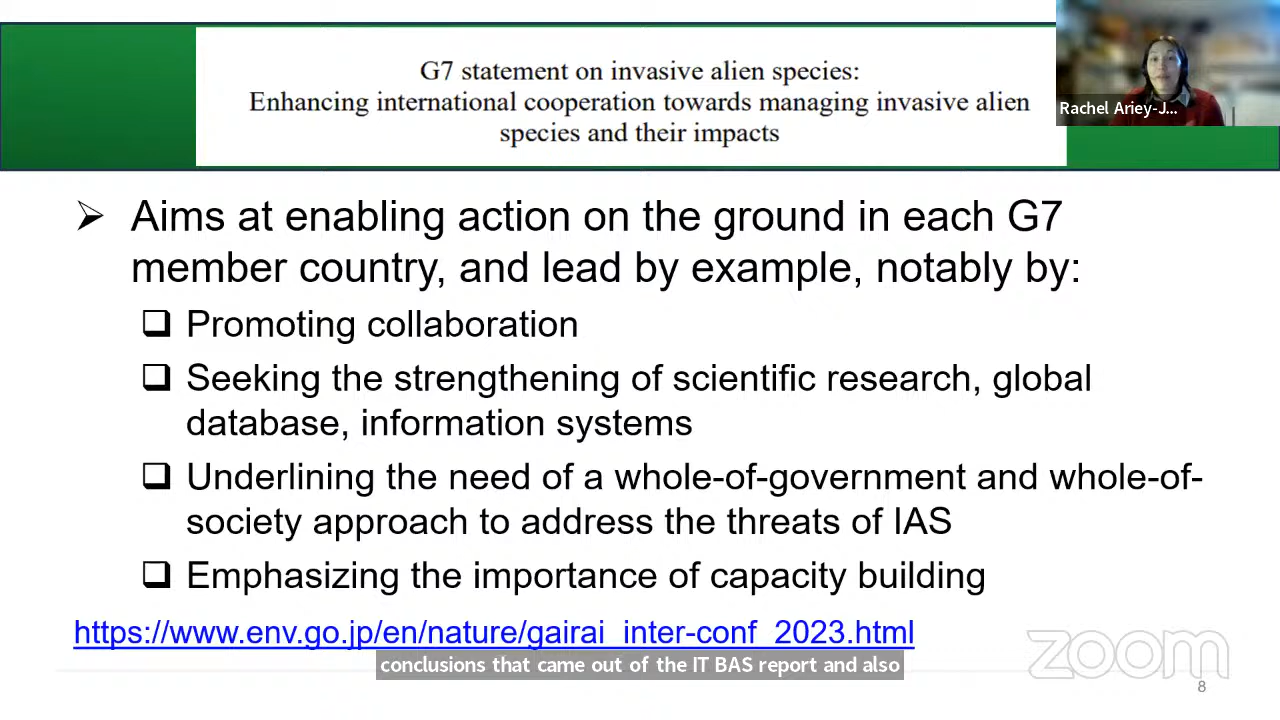 G7 statement on invasive alien species:
Enhancing international cooperation towards managing invasive alien
species and their impacts
Rachel Ariey-J...
Aims at enabling action on the ground in each G7
member country, and lead by example, notably by:
Promoting collaboration
Seeking the strengthening of scientific research, global
database, information systems
Underlining the need of a whole-of-government and whole-of-
society approach to address the threats of IAS
Emphasizing the importance of capacity building
https://www.env.go.jp/en/nature/gairai_inter-conf_2023.html
conclusions that came out of the IT BAS report and also
zoom
8